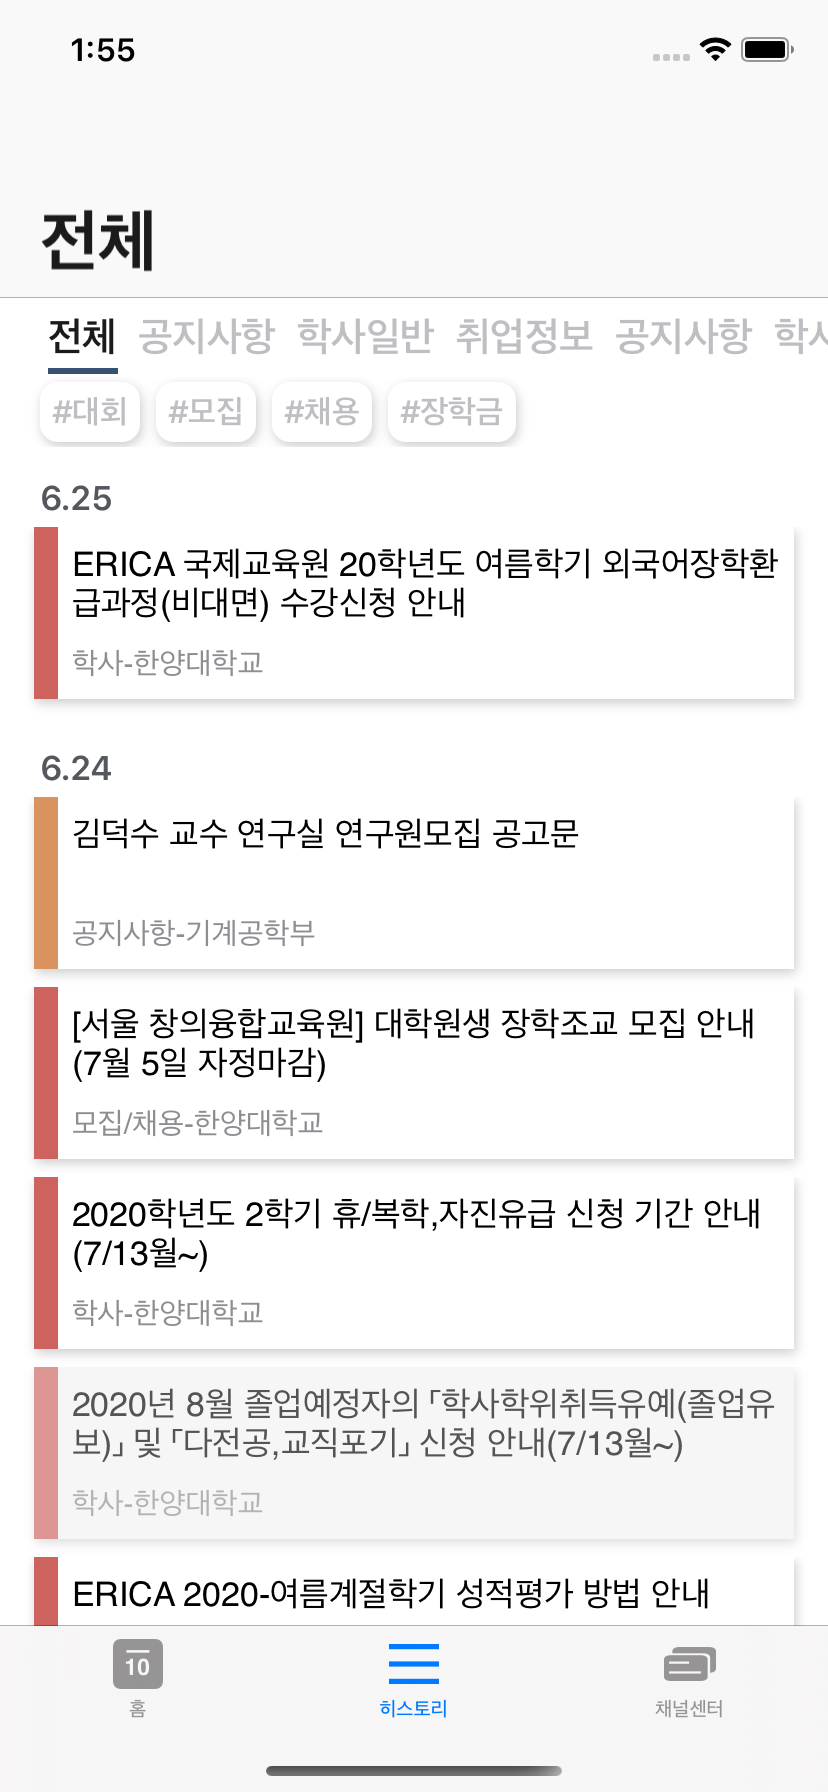 1:55
전체
전체 공지사항 학사일반 취업정보 공지사항 학사
#대회 #모집 #채용 #장학금
6.25
ERICA 국제교육원 20학년도 여름학기 외국어장학환
급과정(비대면) 수강신청 안내
학사-한양대학교
6.24
김덕수 교수 연구실 연구원모집 공고문
공지사항-기계공학부
[서울 창의융합교육원] 대학원생 장학조교 모집 안내
(7월 5일 자정마감)
모집/채용-한양대학교
2020학년도 2학기 휴/복학,자진유급 신청 기간 안내
(7/13월~)
학사-한양대학교
2020년 8월 졸업예정자의 「학사학위취득유예(졸업유
보)」 및 「다전공,교직포기」 신청 안내(7/13월~)
학사-한양대학교
ERICA 2020-여름계절학기 성적평가 방법 안내
10
홈 히스토리 채널센터